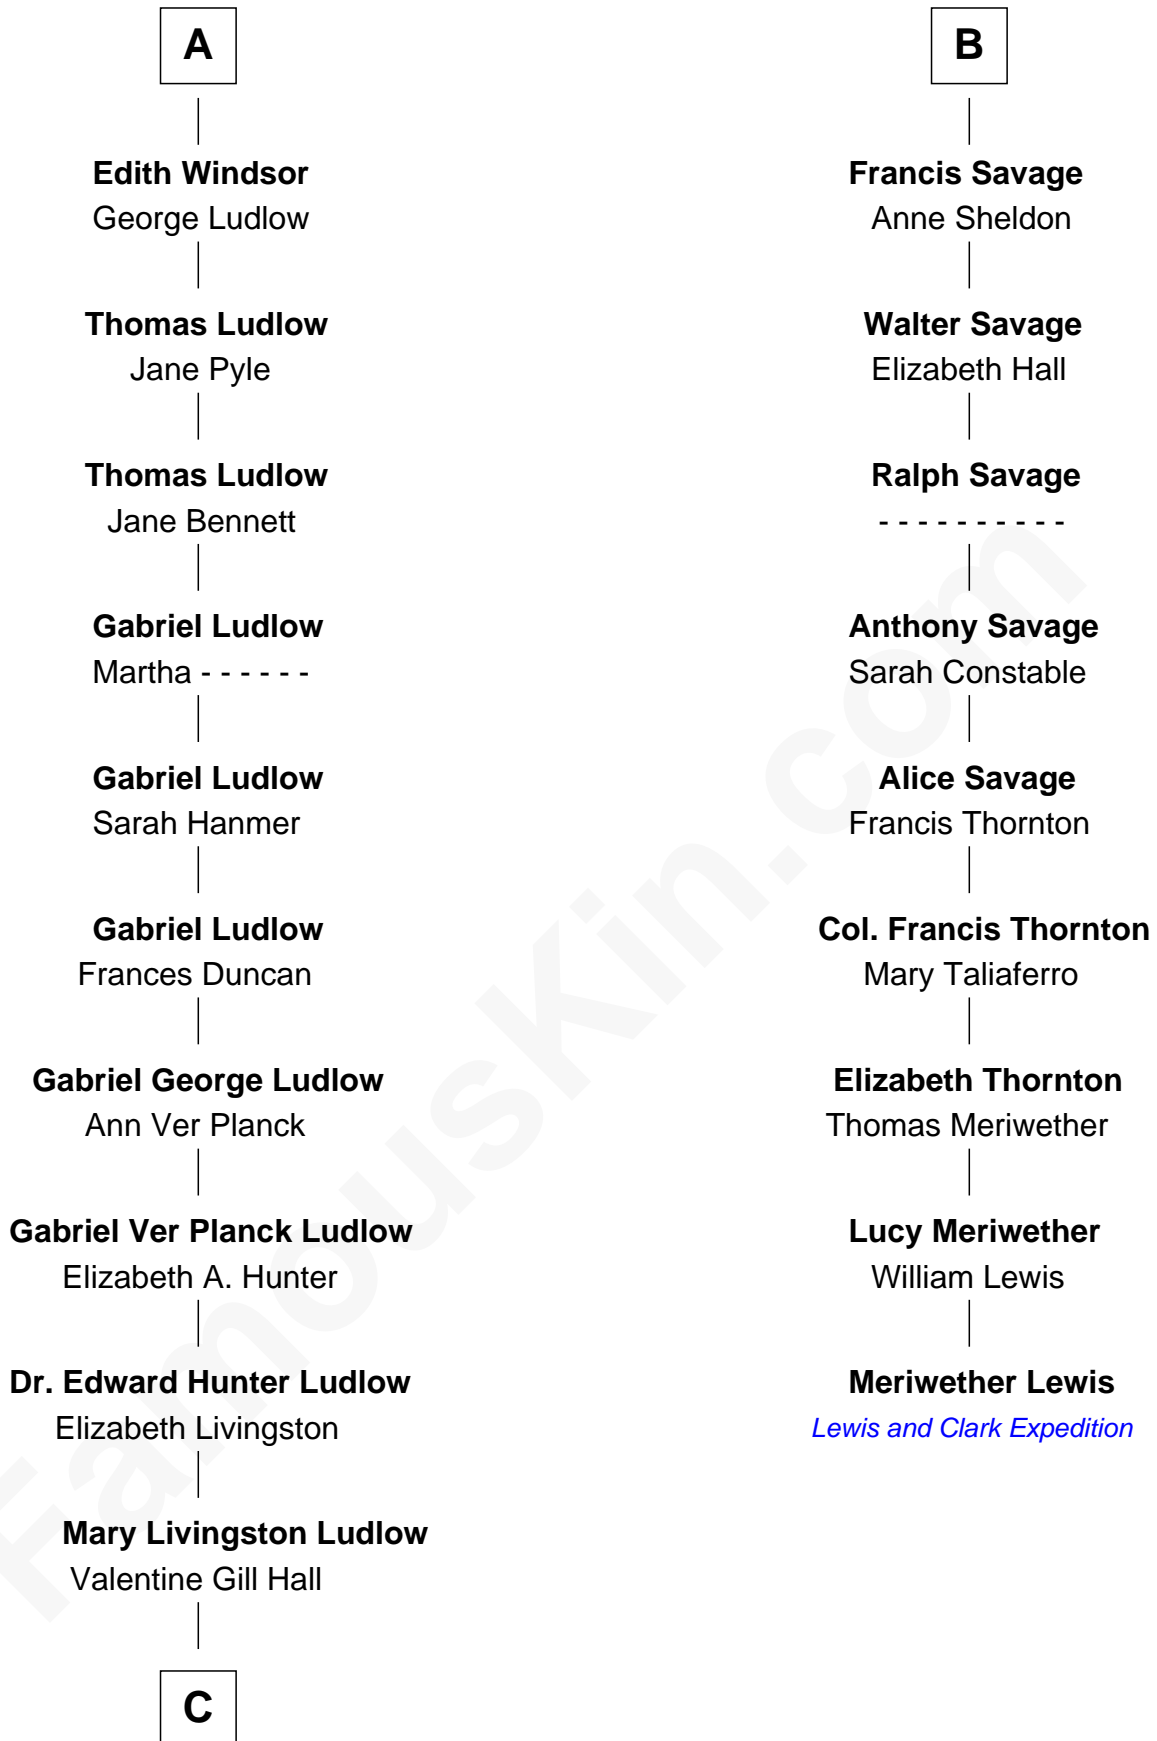 A
Edith Windsor
George Ludlow
Thomas Ludlow
Jane Pyle
Thomas Ludlow
Jane Bennett
Gabriel Ludlow
Martha - - - - - -
Gabriel Ludlow
Sarah Hanmer
Gabriel Ludlow
Frances Duncan
Gabriel George Ludlow
Ann Ver Planck
Gabriel Ver Planck Ludlow
Elizabeth A. Hunter
Dr. Edward Hunter Ludlow
Elizabeth Livingston
Mary Livingston Ludlow
Valentine Gill Hall
C
B
Francis Savage
Anne Sheldon
Walter Savage
Elizabeth Hall
Ralph Savage
- - - - - - - - - -
Anthony Savage
Sarah Constable
Alice Savage
Francis Thornton
Col. Francis Thornton
Mary Taliaferro
Elizabeth Thornton
Thomas Meriwether
Lucy Meriwether
William Lewis
Meriwether Lewis
Lewis and Clark Expedition
FamousKin.com